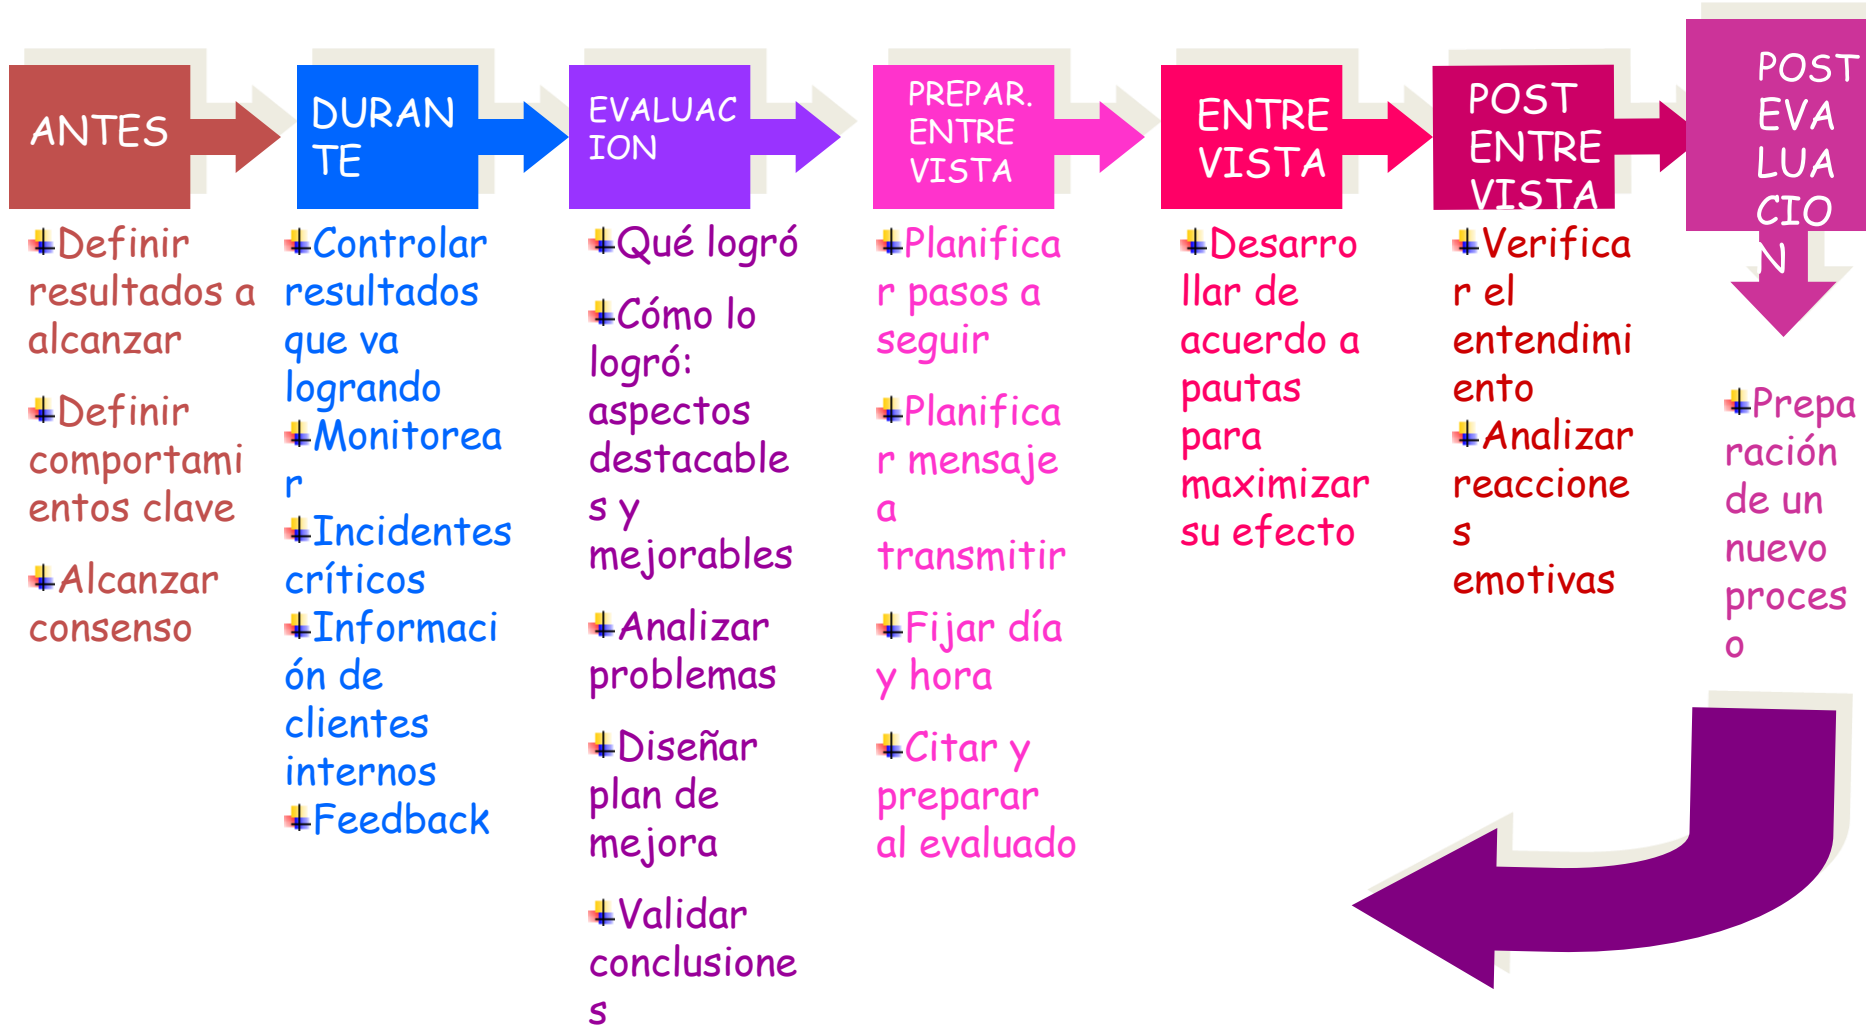 ANTES
Definir
resultados a
alcanzar
Definir
comportami
entos clave
Alcanzar
consenso
DURAN
TE
Controlar
resultados
que va
logrando
Monitorea
r
Incidentes
críticos
Informaci
ón de
clientes
internos
Feedback
EVALUAC
ION
Qué logró
Cómo lo
logró:
aspectos
destacable
s y
mejorables
Analizar
problemas
Diseñar
plan de
mejora
Validar
conclusione
s
PREPAR.
ENTRE
VISTA
Planifica
r pasos a
seguir
Planifica
r mensaje
a
transmitir
Fijar día
y hora
Citar y
preparar
al evaluado
ENTRE
VISTA
Desarro
llar de
acuerdo a
pautas
para
maximizar
su efecto
POST
ENTRE
VISTA
Verifica
r el
entendimi
ento
Analizar
reaccione
s
emotivas
POST
EVA
LUA
CIO
N
Prepa
ración
de un
nuevo
proces
o